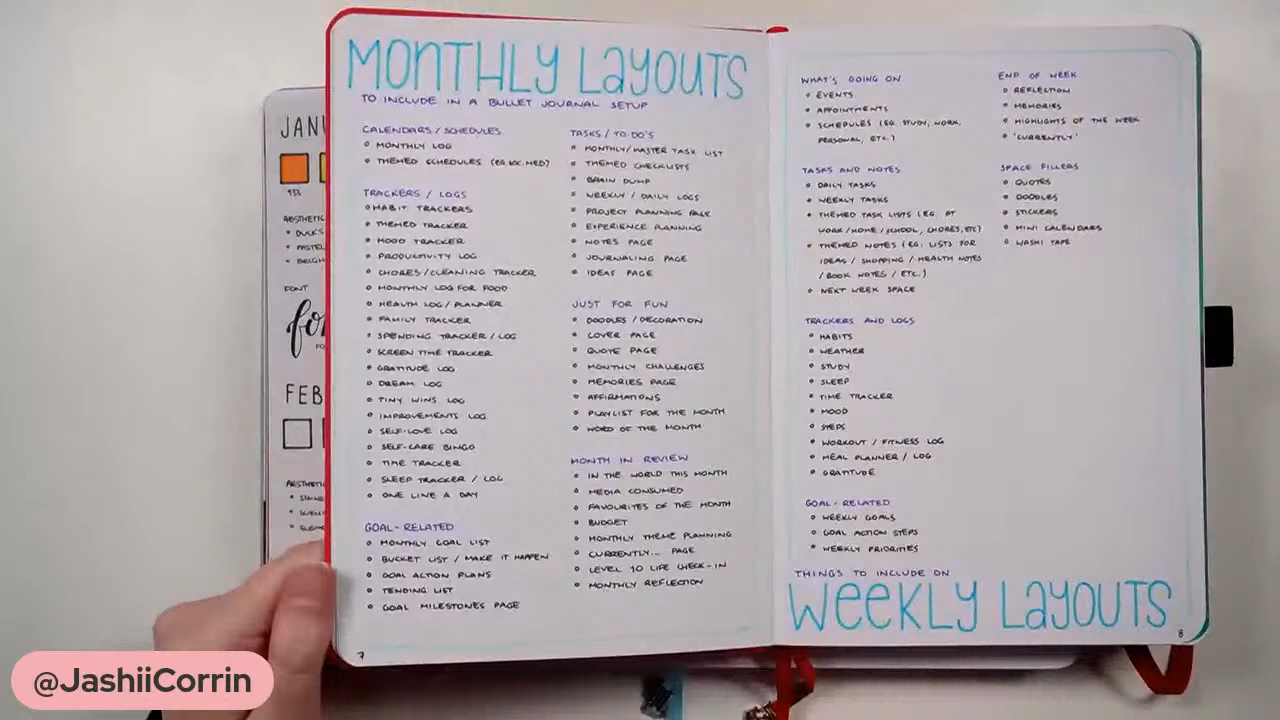 MONTHLY LAYOUTS
TO INCLUDE IN A BULLET JOURNAL SETUP
CALENDARS / SCHEDULES
MONTHLY LOG
THEMED SCHEDULES (EG. SOC. MED)
TRACKERS / LOGS
HABIT TRACKERS
THEMED TRACKER
MOOD TRACKER
PRODUCTIVITY LOG
CHORES / CLEANING TRACKER
MONTHLY LOG FOR FOOD
HEALTH LOG / PLANNER
FAMILY TRACKER
SPENDING TRACKER / LOG
SCREEN TIME TRACKER
GRATITUDE LOG
DREAM LOG
TINY WINS LOG
IMPROVEMENTS LOG
SELF-LOVE LOG
SELF-CARE BINGO
TIME TRACKER
SLEEP TRACKER / LOG
ONE LINE A DAY
GOAL-RELATED
MONTHLY GOAL LIST
BUCKET LIST / MAKE IT HAPPEN
GOAL ACTION PLANS
TENDING LIST
GOAL MILESTONES PAGE
TASKS / TO DO'S
MONTHLY/MASTER TASK LIST
THEMED CHECKLISTS
BRAIN DUMP
WEEKLY / DAILY LOGS
PROJECT PLANNING PAGE
EXPERIENCE PLANNING
NOTES PAGE
JOURNALING PAGE
IDEAS PAGE
JUST FOR FUN
DOODLES / DECORATION
COVER PAGE
QUOTE PAGE
MONTHLY CHALLENGES
MEMORIES PAGE
AFFIRMATIONS
PLAYLIST FOR THE MONTH
WORD OF THE MONTH
MONTH IN REVIEW
IN THE WORLD THIS MONTH
MEDIA CONSUMED
FAVOURITES OF THE MONTH
BUDGET
MONTHLY THEME PLANNING
CURRENTLY... PAGE
LEVEL 10 LIFE CHECK-IN
MONTHLY REFLECTION
7
WHAT'S GOING ON
EVENTS
APPOINTMENTS
SCHEDULES (EG. STUDY, WORK,
PERSONAL, ETC.)
TASKS AND NOTES
DAILY TASKS
WEEKLY TASKS
THEMED TASK LISTS (EG. AT
WORK/HOME/SCHOOL, CHORES, ETC)
THEMED NOTES (EG. LISTS FOR
IDEAS / SHOPPING / HEALTH NOTES
/ BOOK NOTES / ETC.)
NEXT WEEK SPACE
TRACKERS AND LOGS
HABITS
WEATHER
STUDY
SLEEP
TIME TRACKER
MOOD
STEPS
WORKOUT / FITNESS LOG
MEAL PLANNER / LOG
GRATITUDE
GOAL-RELATED
WEEKLY GOALS
GOAL ACTION STEPS
WEEKLY PRIORITIES
END OF WEEK
REFLECTION
MEMORIES
HIGHLIGHTS OF THE WEEK
'CURRENTLY'
SPACE FILLERS
QUOTES
DOODLES
STICKERS
MINI CALENDARS
WASHI TAPE
THINGS TO INCLUDE ON
WEEKLY LAYOUTS
8
JANU
AESTHETIC
DUCKS
PASTEL
BRIGH
FONT
FEB
AESTHETIC
@JashiiCorrin